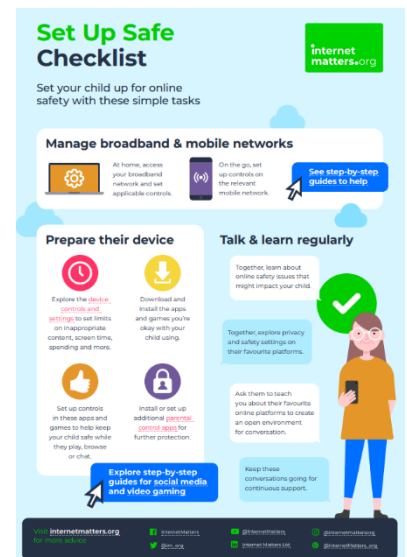 Set Up Safe
Checklist
internet
matters.org
Set your child up for online
safety with these simple tasks
Manage broadband & mobile networks
At home, access
your broadband
network and set
applicable controls.
On the go, set
up controls on
the relevant
mobile network.
See step-by-step
guides to help
Prepare their device
Explore the device
controls and
settings to set limits
on inappropriate
content, screen time,
spending and more.
Download and
install the apps
and games you're
okay with your
child using.
Set up controls
in these apps and
games to help keep
your child safe while
they play, browse
or chat.
Install or set up
additional parental
control apps for
further protection.
Explore step-by-step
guides for social media
and video gaming
Talk & learn regularly
Together, learn about
online safety issues that
might impact your child.
Together, explore privacy
and safety settings on
their favourite platforms.
Ask them to teach
you about their favourite
online platforms to create
an open environment
for conversation.
Keep these
conversations going for
continuous support.
Visit internetmatters.org
for more advice
InternetMatters
@im_org
@InternetMatters
Internet Matters Ltd.
@internetmattersorg
@InternetMatters_org